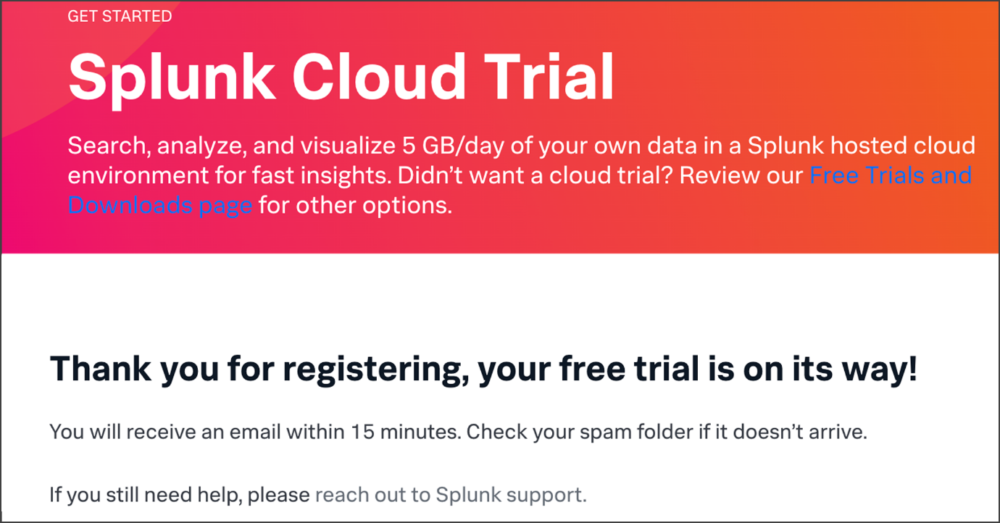 GET STARTED
Splunk Cloud Trial
Search, analyze, and visualize 5 GB/day of your own data in a Splunk hosted cloud
environment for fast insights. Didn’t want a cloud trial? Review our Free Trials and
Downloads page for other options.
Thank you for registering, your free trial is on its way!
You will receive an email within 15 minutes. Check your spam folder if it doesn’t arrive.
If you still need help, please reach out to Splunk support.